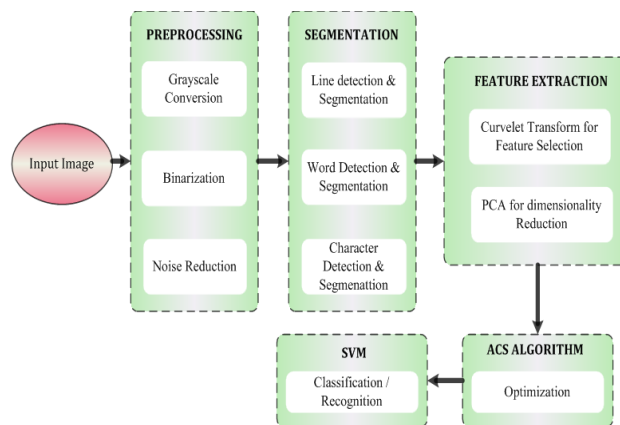 Input Image
PREPROCESSING
Grayscale
Conversion
Binarization
Noise Reduction
SEGMENTATION
Line detection &
Segmentation
Word Detection &
Segmentation
Character
Detection &
Segmenattion
FEATURE EXTRACTION
Curvelet Transform for
Feature Selection
PCA for dimensionality
Reduction
ACS ALGORITHM
Optimization
SVM
Classification /
Recognition